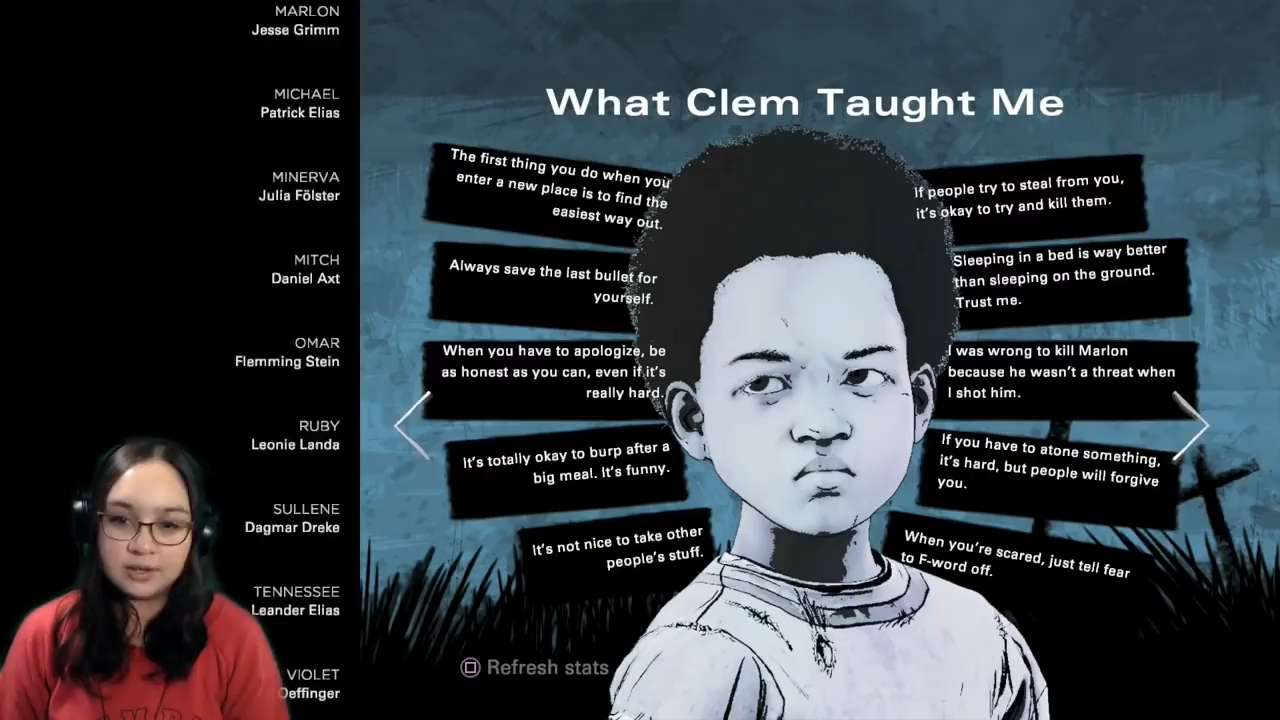 MARLON
Jesse Grimm
MICHAEL
Patrick Elias
MINERVA
Julia Fölster
MITCH
Daniel Axt
OMAR
Flemming Stein
RUBY
Leonie Landa
SULLENE
Dagmar Dreke
TENNESSEE
Leander Elias
VIOLET
Oeffinger
What Clem Taught Me
The first thing you do when you
enter a new place is to find the
easiest way out.
Always save the last bullet for
yourself.
When you have to apologize, be
as honest as you can, even if it's
really hard.
It's totally okay to burp after a
big meal. It's funny.
It's not nice to take other
people's stuff.
If people try to steal from you,
it's okay to try and kill them.
Sleeping in a bed is way better
than sleeping on the ground.
Trust me.
I was wrong to kill Marlon
because he wasn't a threat when
I shot him.
If you have to atone something,
it's hard, but people will forgive
you.
When you're scared, just tell fear
to F-word off.
Refresh stats